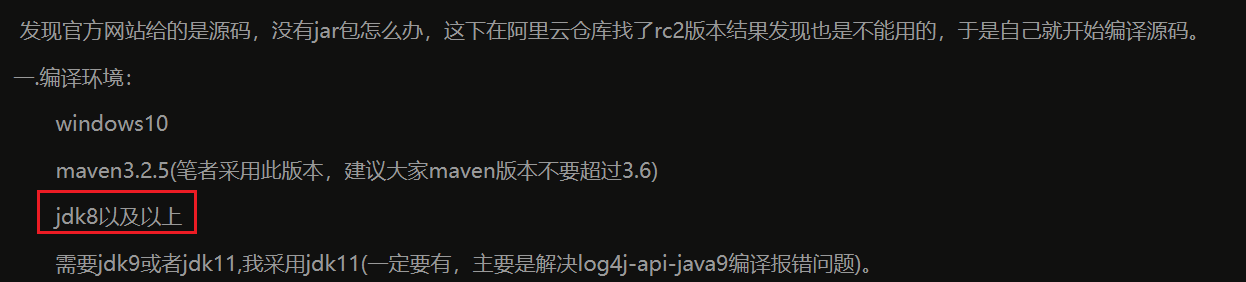 发现官方网站给的是源码，没有jar包怎么办，这下在阿里云仓库找了rc2版本结果发现也是不能用的，于是自己就开始编译源码。
一.编译环境：
windows10
maven3.2.5(笔者采用此版本，建议大家maven版本不要超过3.6)
jdk8以及以上
需要jdk9或者jdk11,我采用jdk11(一定要有，主要是解决log4j-api-java9编译报错问题)。